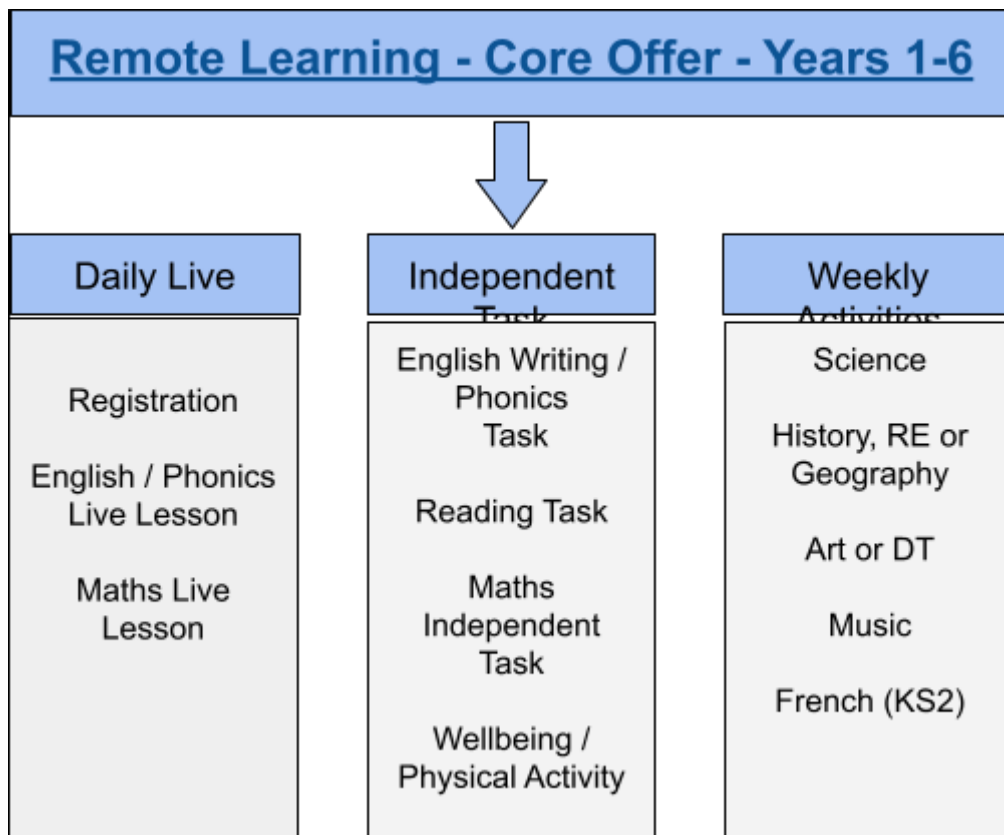 Remote Learning - Core Offer - Years 1-6
Daily Live
Registration
English / Phonics
Live Lesson
Maths Live
Lesson
Independent
Task
English Writing /
Phonics
Task
Reading Task
Maths
Independent
Task
Wellbeing /
Physical Activity
Weekly
Activities
Science
History, RE or
Geography
Art or DT
Music
French (KS2)